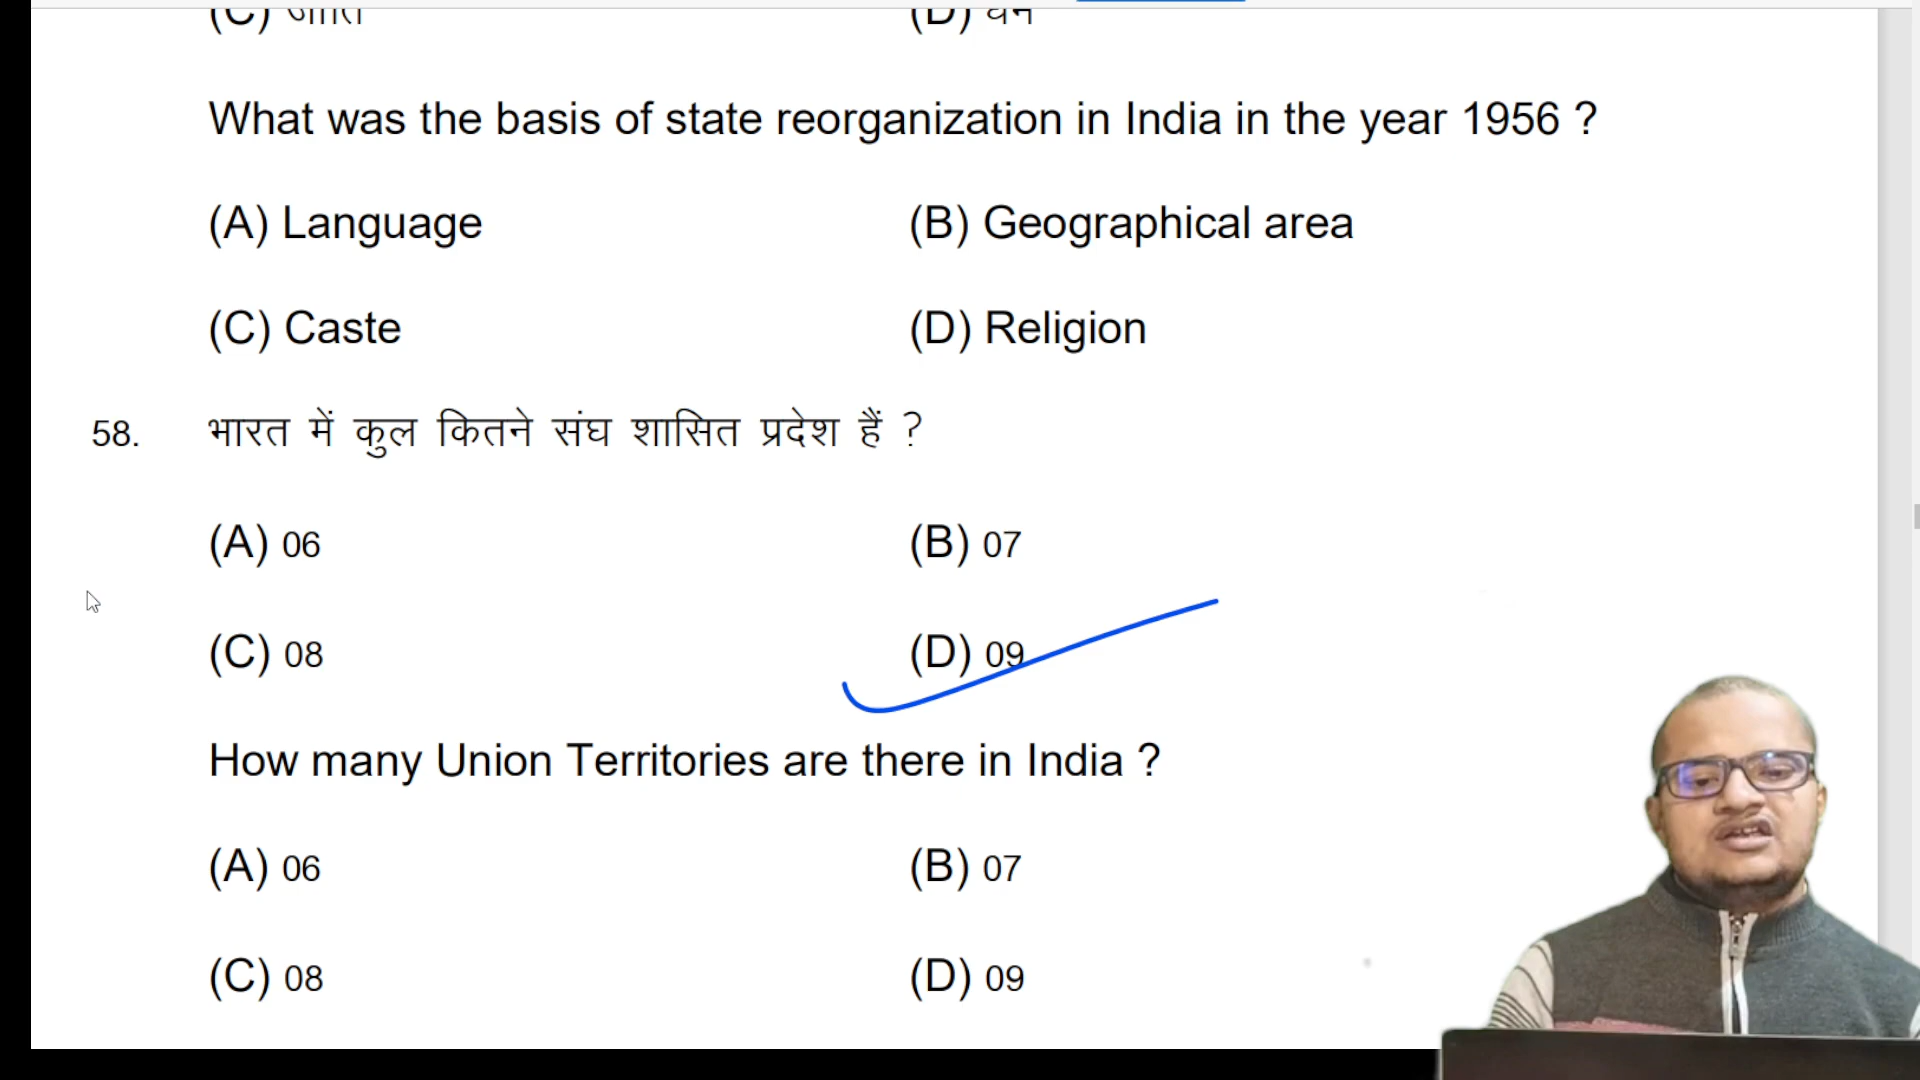 (C) जाति (D) धर्म
What was the basis of state reorganization in India in the year 1956 ?
(A) Language (B) Geographical area
(C) Caste (D) Religion
58. भारत में कुल कितने संघ शासित प्रदेश हैं ?
(A) 06 (B) 07
(C) 08 (D) 09
How many Union Territories are there in India ?
(A) 06 (B) 07
(C) 08 (D) 09